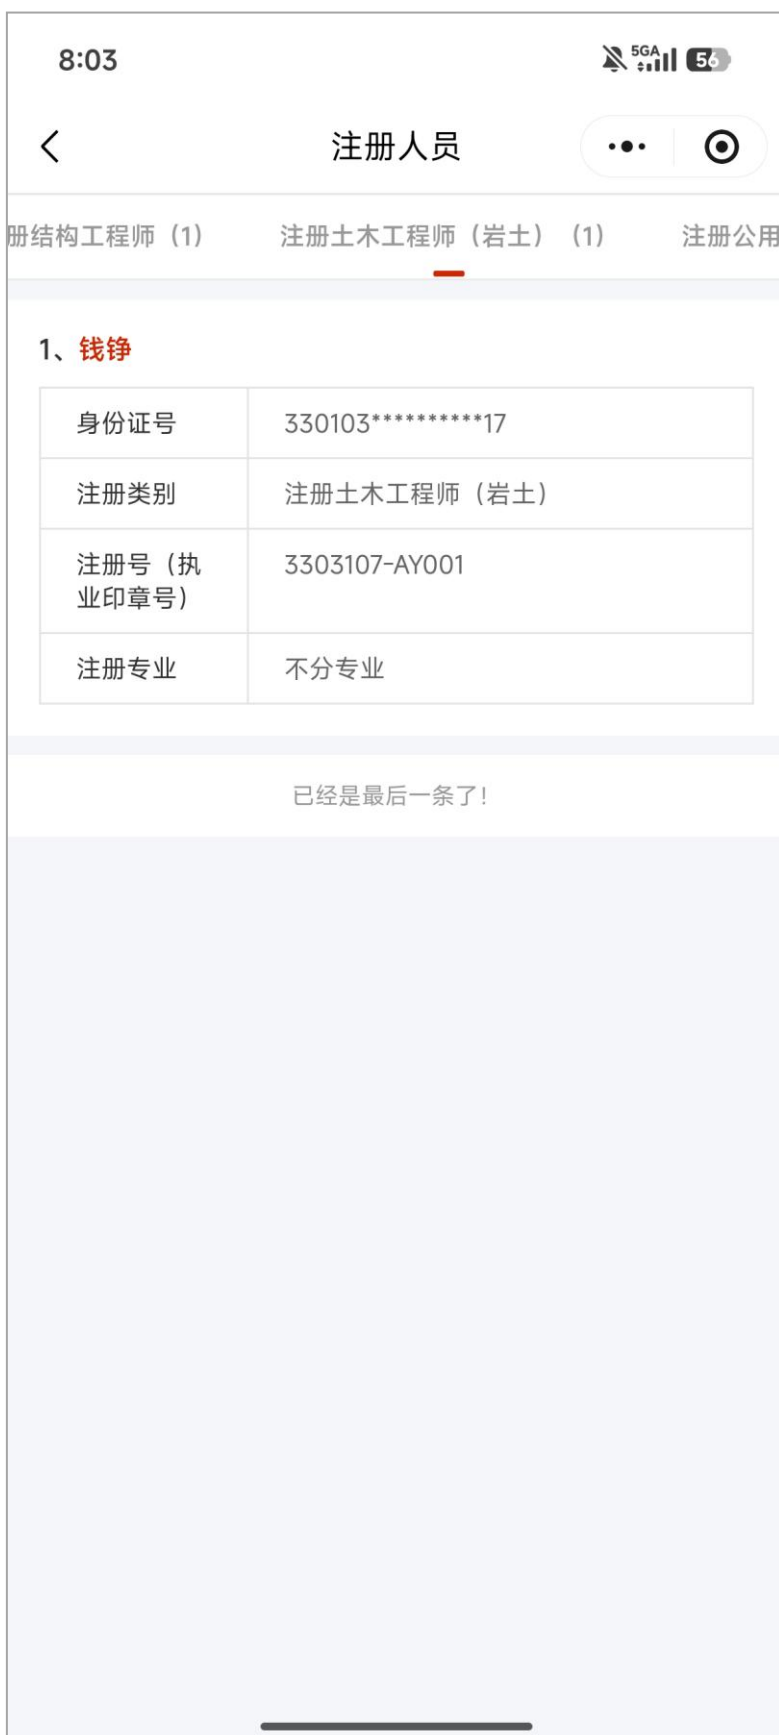 8:03
5GA
56
注册人员
册结构工程师（1）
注册土木工程师（岩土）（1）
注册公用
1、钱铮
身份证号
330103**********17
注册类别
注册土木工程师（岩土）
注册号（执
业印章号）
3303107-AY001
注册专业
不分专业
已经是最后一条了！